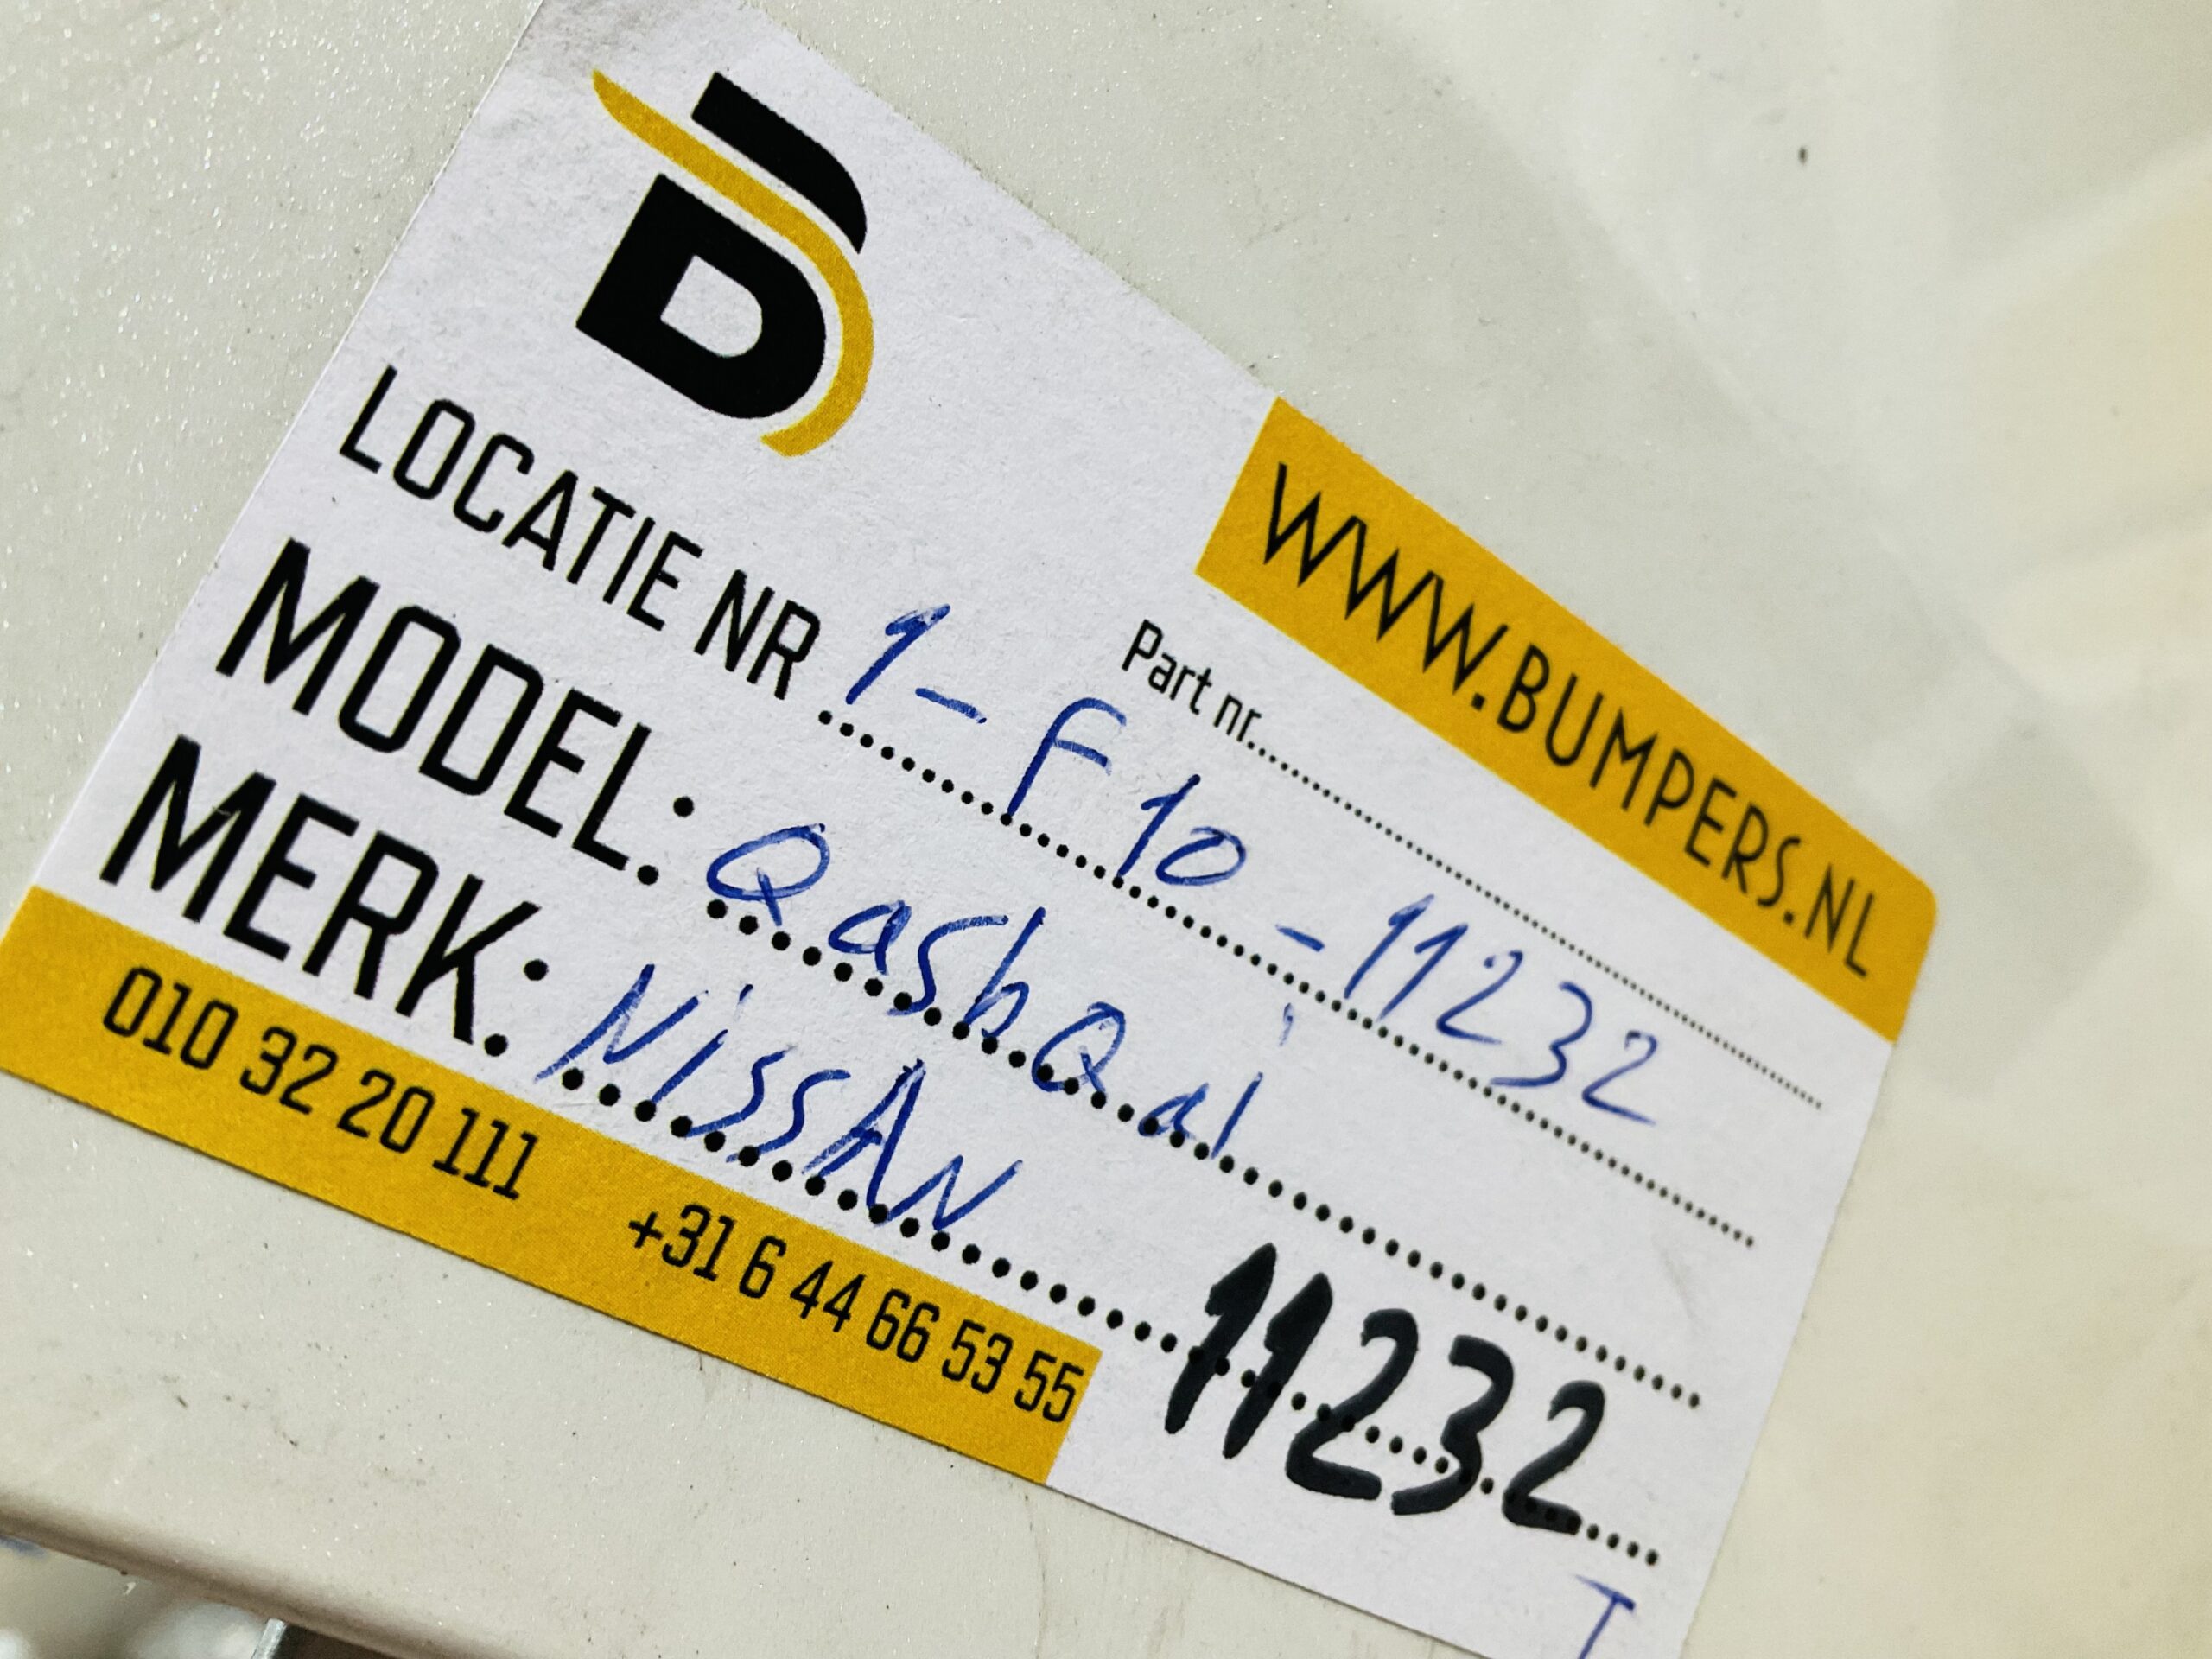 WWW.BUMPERS.NL
Part nr.
LOCATIE NR 1-F10-11232
MODEL: QashQai
MERK: NissAN
11232
010 32 20 111 +31 6 44 66 53 55
T